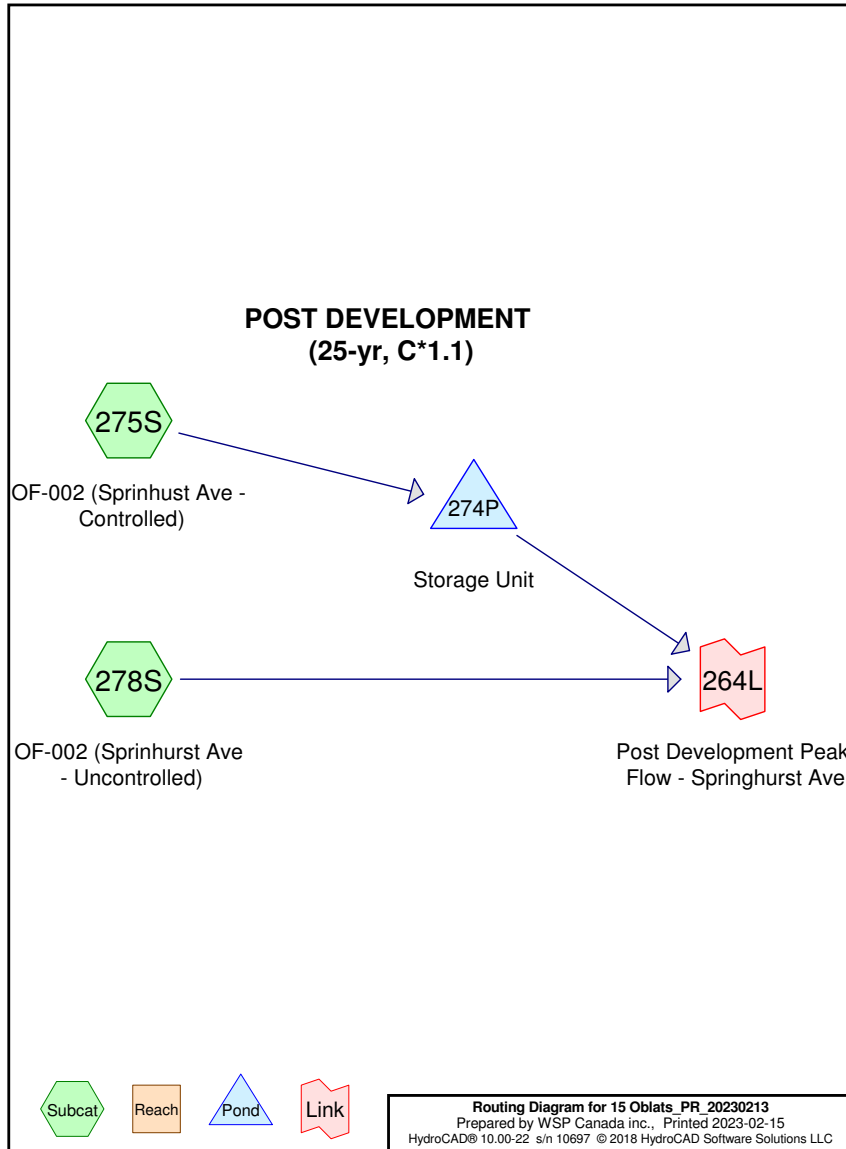 POST DEVELOPMENT
(25-yr, C*1.1)
275S
OF-002 (Sprinhust Ave -
Controlled)
274P
Storage Unit
278S
OF-002 (Sprinhurst Ave
- Uncontrolled)
264L
Post Development Peak
Flow - Springhurst Ave
Subcat
Reach
Pond
Link
Routing Diagram for 15 Oblats_PR_20230213
Prepared by WSP Canada inc., Printed 2023-02-15
HydroCAD® 10.00-22 s/n 10697 © 2018 HydroCAD Software Solutions LLC